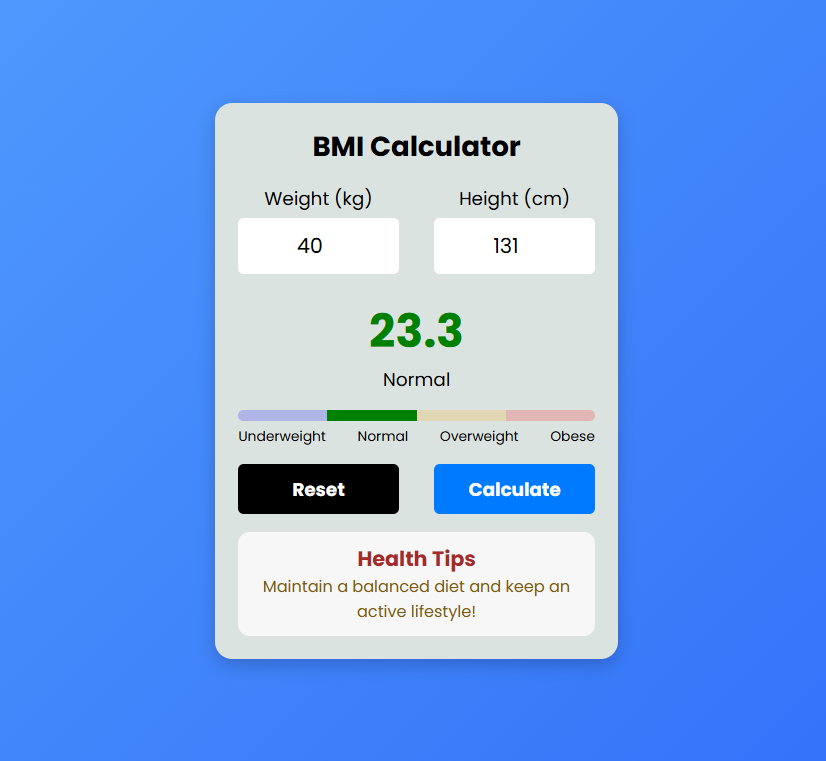 BMI Calculator
Weight (kg) Height (cm)
40 131
23.3
Normal
Underweight Normal Overweight Obese
Reset Calculate
Health Tips
Maintain a balanced diet and keep an
active lifestyle!